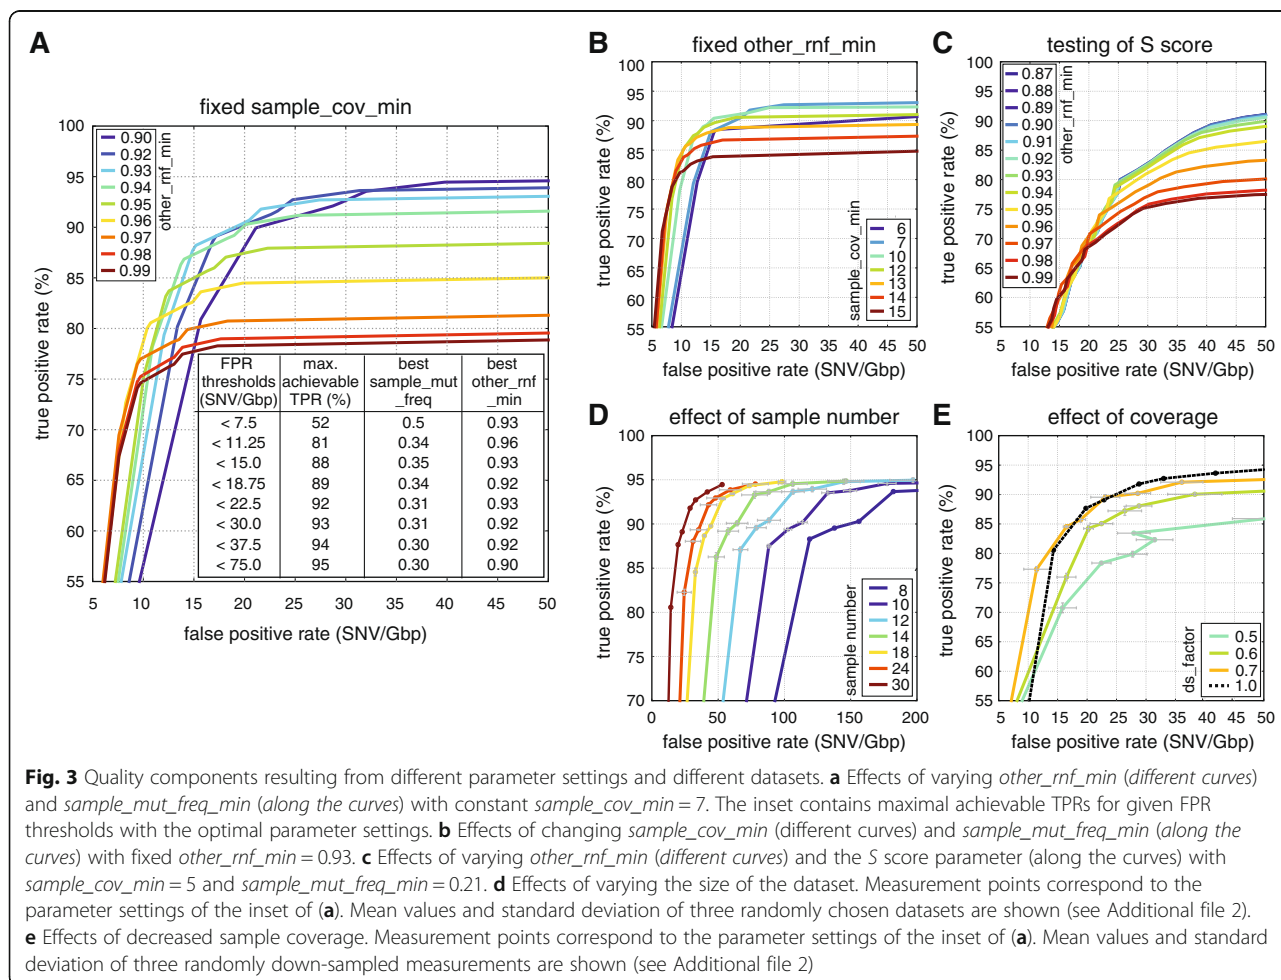 A
fixed sample_cov_min
100
95
90
85
80
75
70
65
60
55
true positive rate (%)
0.90
0.92
0.93
0.94
0.95
0.96
0.97
0.98
0.99
other_rnf_min
FPR thresholds (SNV/Gbp) max. achievable TPR (%) best sample_mut_freq best other_rnf_min
< 7.5 52 0.5 0.93
< 11.25 81 0.34 0.96
< 15.0 88 0.35 0.93
< 18.75 89 0.34 0.92
< 22.5 92 0.31 0.93
< 30.0 93 0.31 0.92
< 37.5 94 0.30 0.92
< 75.0 95 0.30 0.90
5 10 15 20 25 30 35 40 45 50
false positive rate (SNV/Gbp)
B
fixed other_rnf_min
100
95
90
85
80
75
70
65
60
55
true positive rate (%)
sample_cov_min
6
7
10
12
13
14
15
5 10 15 20 25 30 35 40 45 50
false positive rate (SNV/Gbp)
C
testing of S score
100
95
90
85
80
75
70
65
60
55
true positive rate (%)
0.87
0.88
0.89
0.90
0.91
0.92
0.93
0.94
0.95
0.96
0.97
0.98
0.99
other_rnf_min
5 10 15 20 25 30 35 40 45 50
false positive rate (SNV/Gbp)
D
effect of sample number
100
95
90
85
80
75
70
true positive rate (%)
sample number
8
10
12
14
18
24
30
0 50 100 150 200
false positive rate (SNV/Gbp)
E
effect of coverage
100
95
90
85
80
75
70
65
60
55
true positive rate (%)
ds_factor
0.5
0.6
0.7
1.0
5 10 15 20 25 30 35 40 45 50
false positive rate (SNV/Gbp)
Fig. 3 Quality components resulting from different parameter settings and different datasets. a Effects of varying other_rnf_min (different curves)
and sample_mut_freq_min (along the curves) with constant sample_cov_min = 7. The inset contains maximal achievable TPRs for given FPR
thresholds with the optimal parameter settings. b Effects of changing sample_cov_min (different curves) and sample_mut_freq_min (along the
curves) with fixed other_rnf_min = 0.93. c Effects of varying other_rnf_min (different curves) and the S score parameter (along the curves) with
sample_cov_min = 5 and sample_mut_freq_min = 0.21. d Effects of varying the size of the dataset. Measurement points correspond to the
parameter settings of the inset of (a). Mean values and standard deviation of three randomly chosen datasets are shown (see Additional file 2).
e Effects of decreased sample coverage. Measurement points correspond to the parameter settings of the inset of (a). Mean values and standard
deviation of three randomly down-sampled measurements are shown (see Additional file 2)